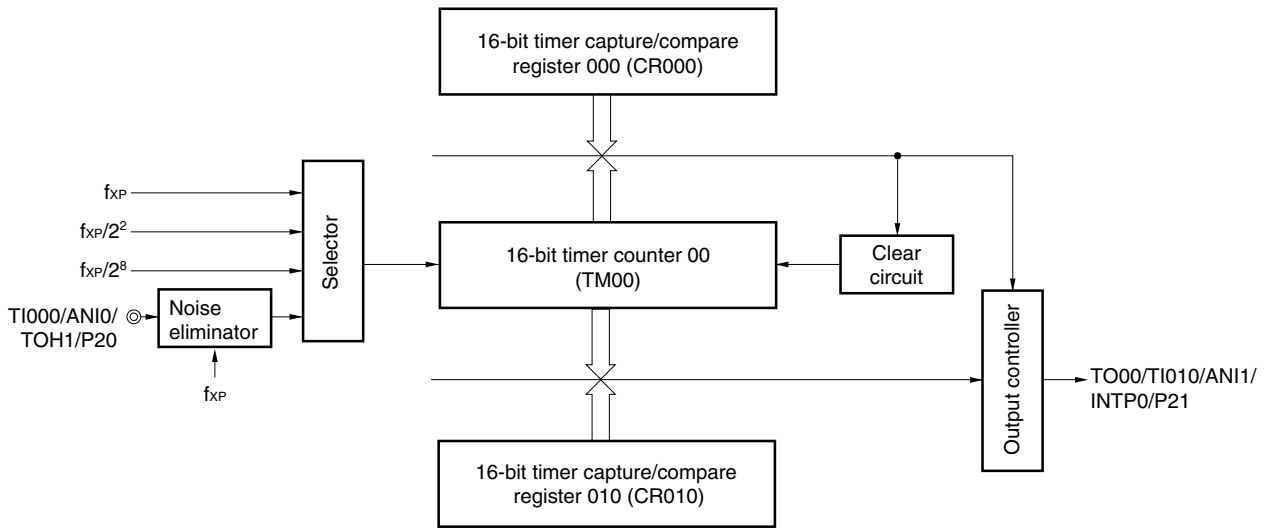 16-bit timer capture/compare
register 000 (CR000)
fXP
fXP/2²
fXP/2⁸
TI000/ANI0/
TOH1/P20
Noise
eliminator
fXP
Selector
16-bit timer counter 00
(TM00)
Clear
circuit
Output controller
TO00/TI010/ANI1/
INTP0/P21
16-bit timer capture/compare
register 010 (CR010)